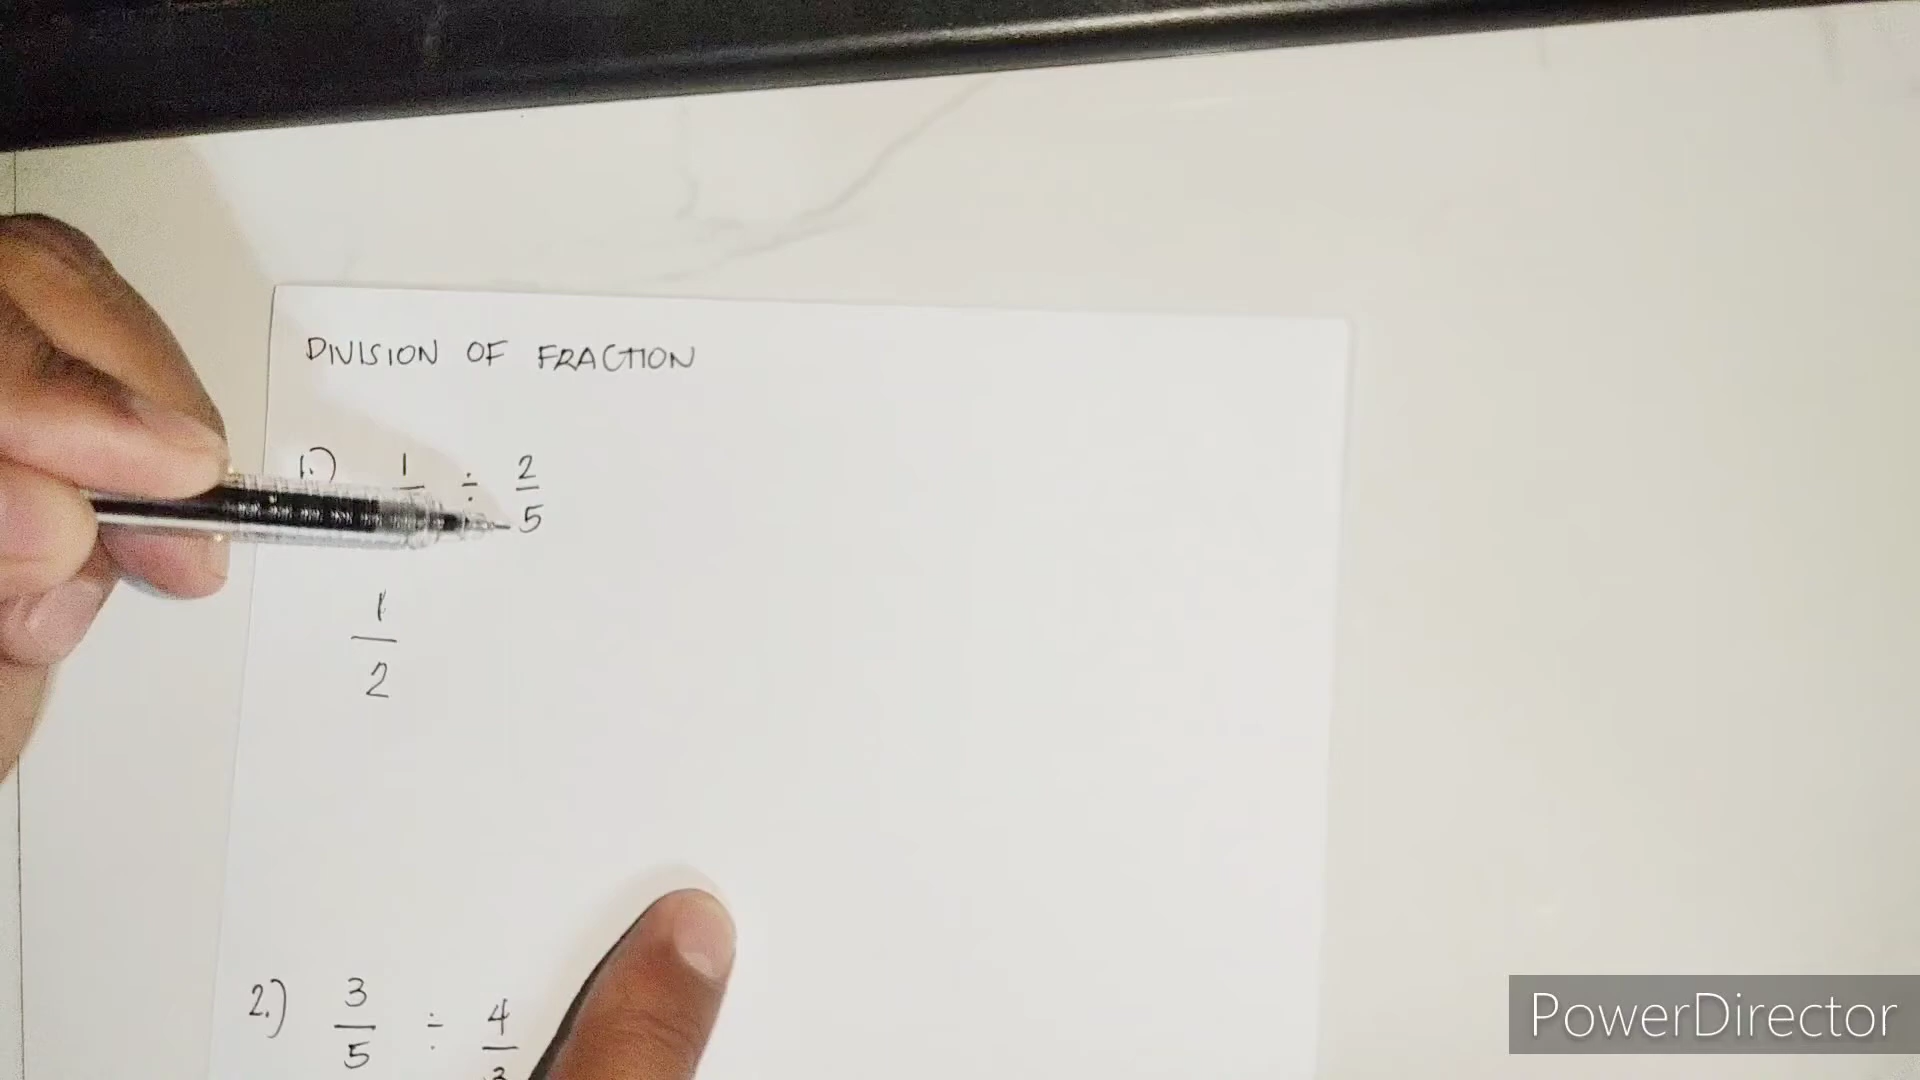 DIVISION OF FRACTION
1.) 1 ÷ 2
5
1
2
2.) 3 ÷ 4
5
PowerDirector